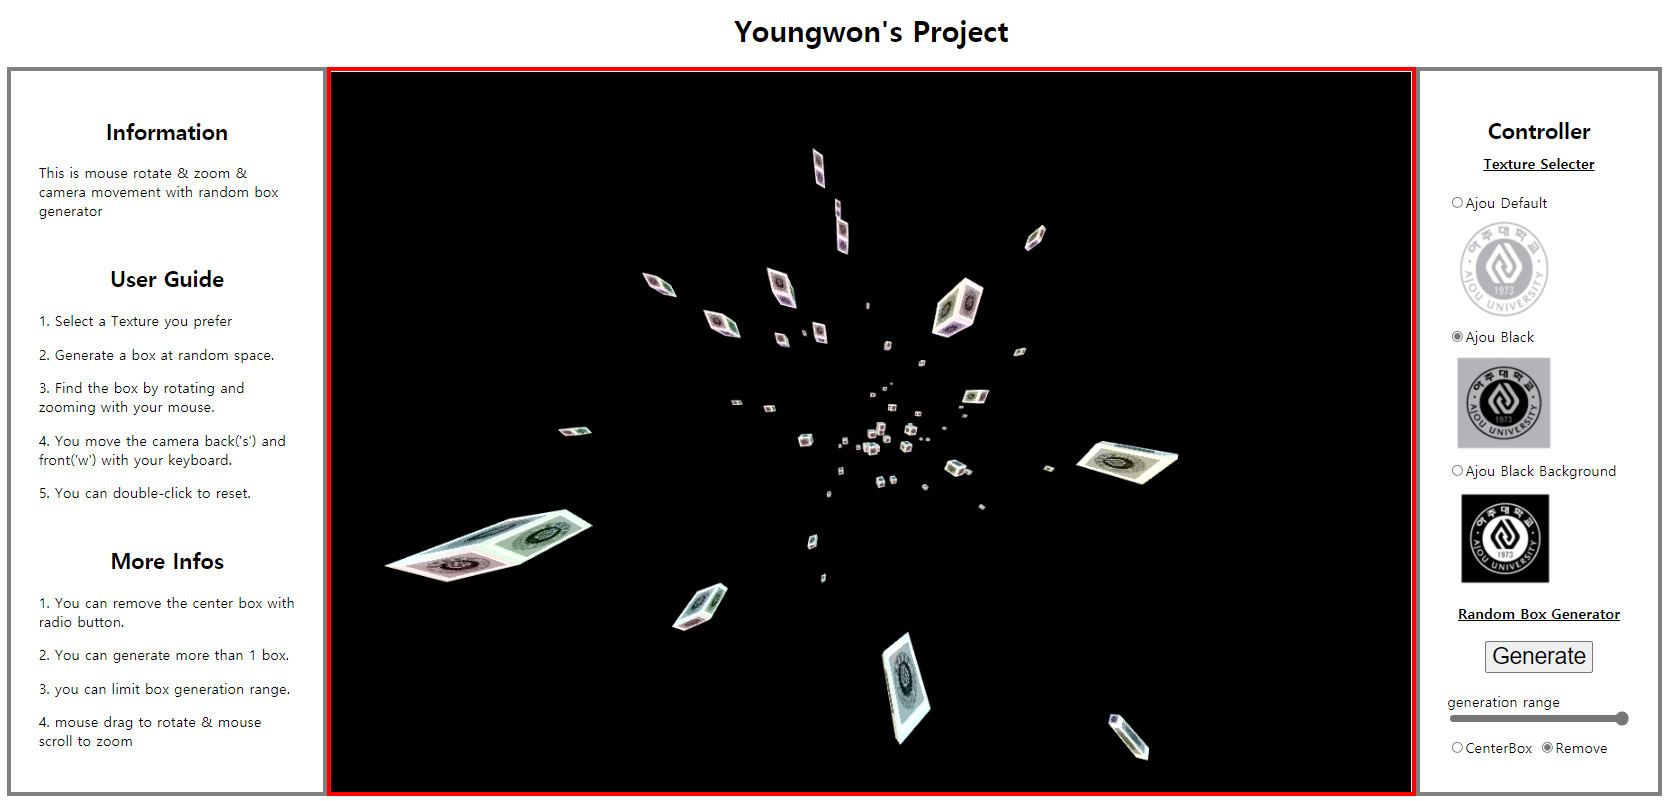 Youngwon's Project
Information
This is mouse rotate & zoom &
camera movement with random box
generator
User Guide
1. Select a Texture you prefer
2. Generate a box at random space.
3. Find the box by rotating and
zooming with your mouse.
4. You move the camera back('s') and
front('w') with your keyboard.
5. You can double-click to reset.
More Infos
1. You can remove the center box with
radio button.
2. You can generate more than 1 box.
3. you can limit box generation range.
4. mouse drag to rotate & mouse
scroll to zoom
Controller
Texture Selecter
Ajou Default
아주대학교
1973
AJOU UNIVERSITY
Ajou Black
아주대학교
1973
AJOU UNIVERSITY
Ajou Black Background
아주대학교
1973
AJOU UNIVERSITY
Random Box Generator
Generate
generation range
CenterBox Remove